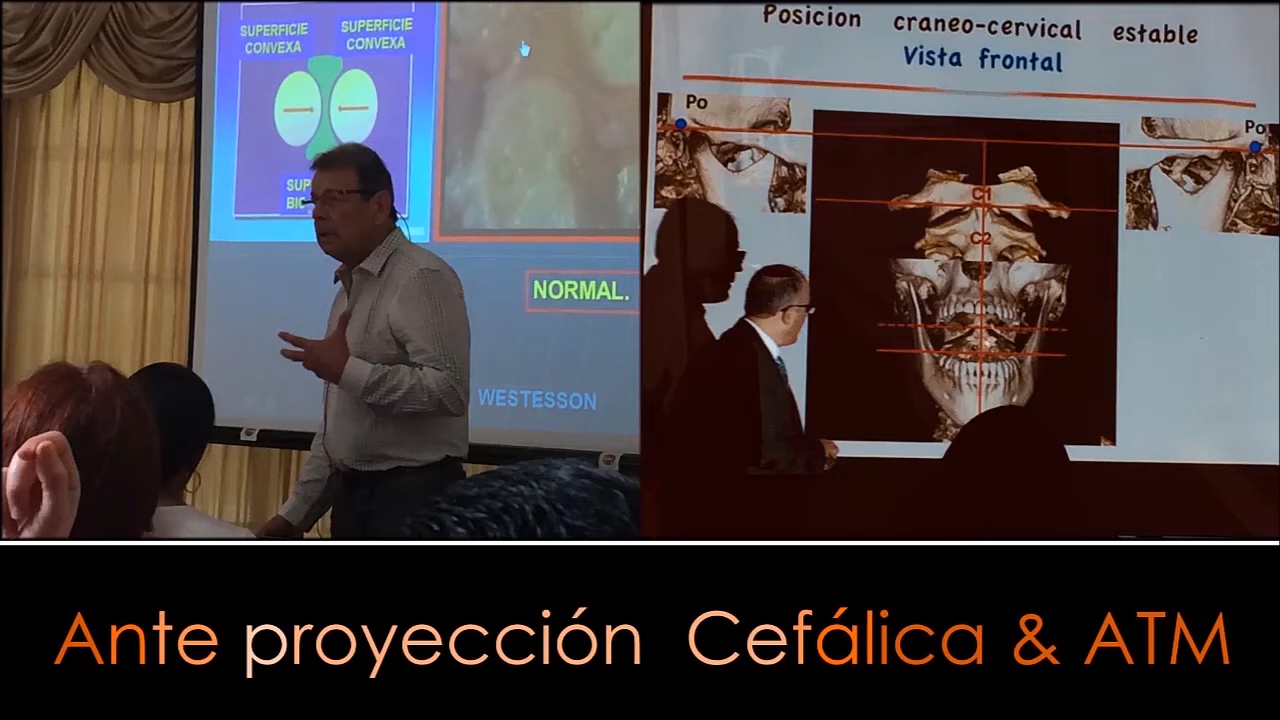 SUPERFICIE
CONVEXA
SUPERFICIE
CONVEXA
NORMAL.
WESTESSON
Posicion craneo-cervical estable
Vista frontal
Po
Po
C1
C2
Ante proyección Cefálica & ATM